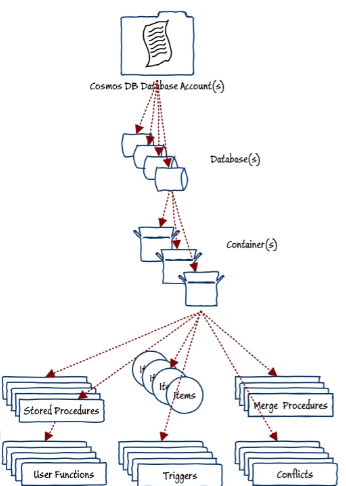 Cosmos DB Database Account(s)
Database(s)
Container(s)
Items
Stored Procedures
Merge Procedures
User Functions
Triggers
Conflicts